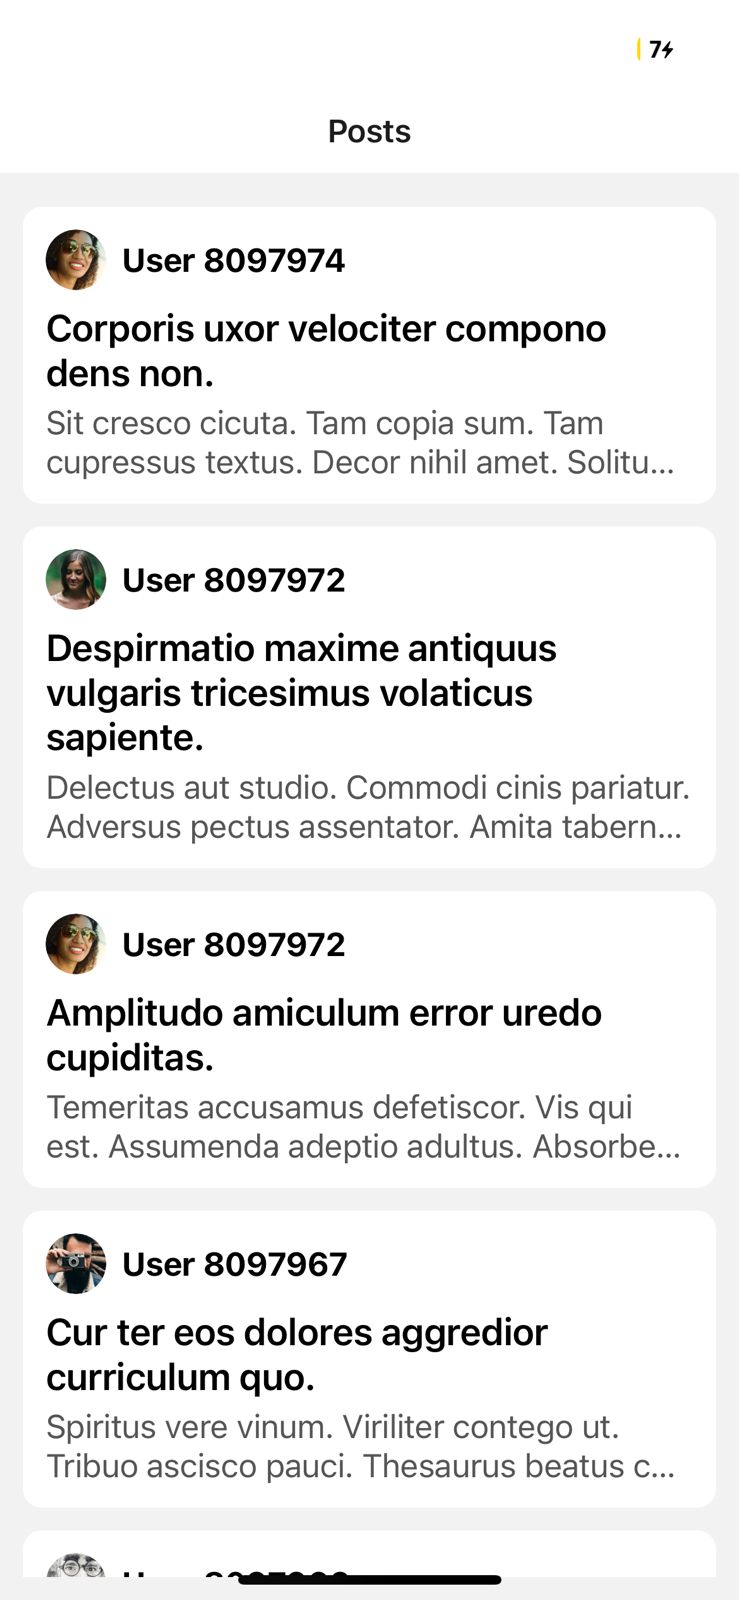 7
Posts
User 8097974
Corporis uxor velociter compono
dens non.
Sit cresco cicuta. Tam copia sum. Tam
cupressus textus. Decor nihil amet. Solitu...
User 8097972
Despirmatio maxime antiquus
vulgaris tricesimus volaticus
sapiente.
Delectus aut studio. Commodi cinis pariatur.
Adversus pectus assentator. Amita tabern...
User 8097972
Amplitudo amiculum error uredo
cupiditas.
Temeritas accusamus defetiscor. Vis qui
est. Assumenda adeptio adultus. Absorbe...
User 8097967
Cur ter eos dolores aggredior
curriculum quo.
Spiritus vere vinum. Viriliter contego ut.
Tribuo ascisco pauci. Thesaurus beatus c...